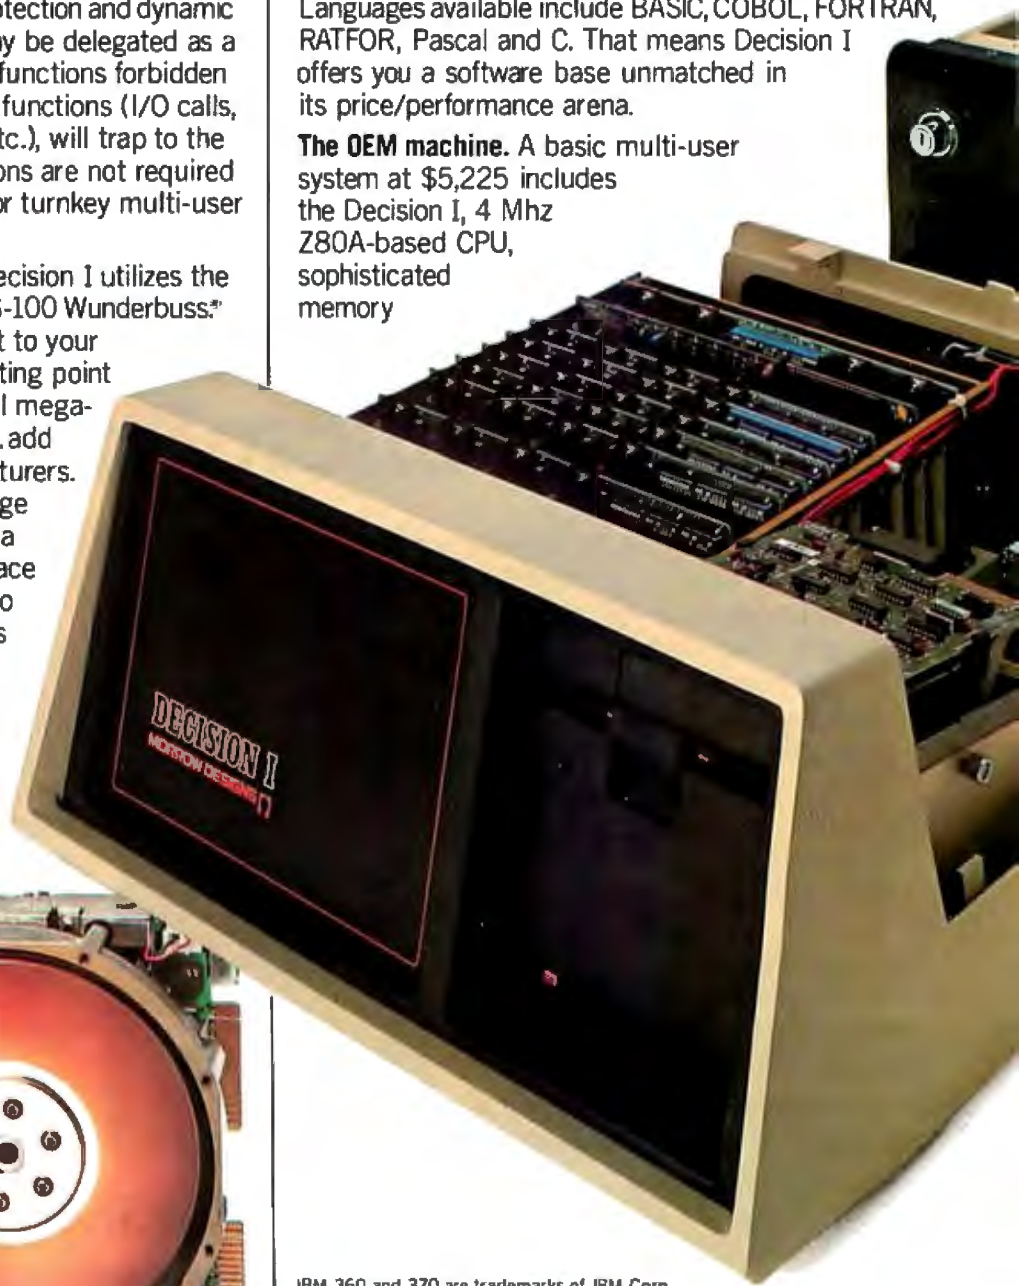 otection and dynamic
y be delegated as a
functions forbidden
functions (I/O calls,
tc.), will trap to the
ons are not required
or turnkey multi-user
ecision I utilizes the
S-100 Wunderbuss.
t to your
ting point
l mega-
. add
turers.
ge
a
ace
o
s
Languages available include BASIC, COBOL, FORTRAN,
RATFOR, Pascal and C. That means Decision I
offers you a software base unmatched in
its price/performance arena.
The OEM machine. A basic multi-user
system at $5,225 includes
the Decision I, 4 Mhz
Z80A-based CPU,
sophisticated
memory
DECISION I
MORROW DESIGNS
IBM 360 and 370 are trademarks of IBM Corp.